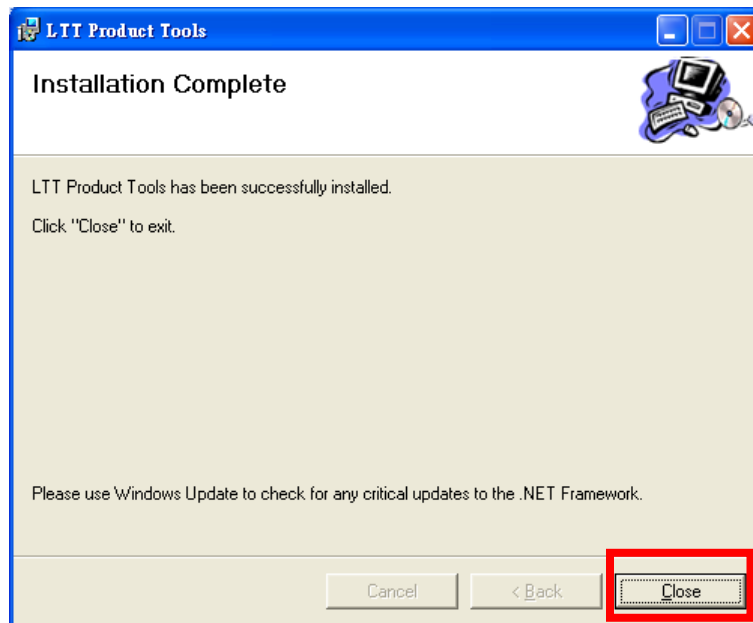 LTT Product Tools
Installation Complete
LTT Product Tools has been successfully installed.
Click "Close" to exit.
Please use Windows Update to check for any critical updates to the .NET Framework.
Cancel
< Back
Close